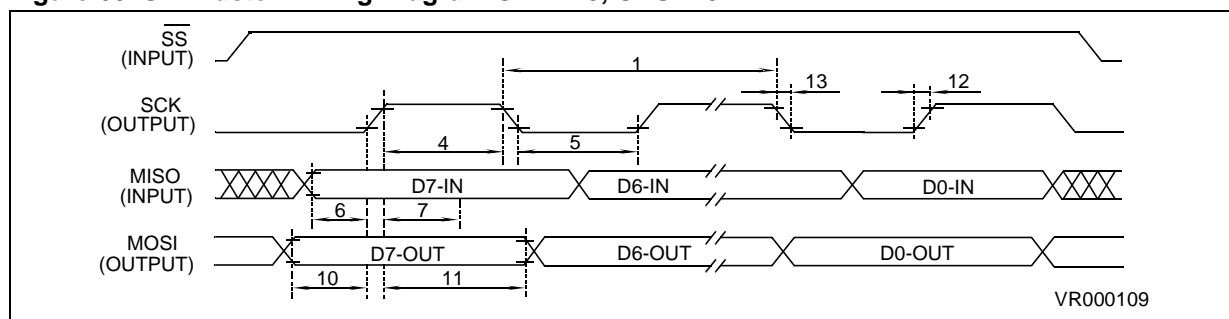 SS
(INPUT)
1
13
12
SCK
(OUTPUT)
4
5
MISO
(INPUT)
D7-IN
D6-IN
D0-IN
6
7
MOSI
(OUTPUT)
D7-OUT
D6-OUT
D0-OUT
10
11
VR000109